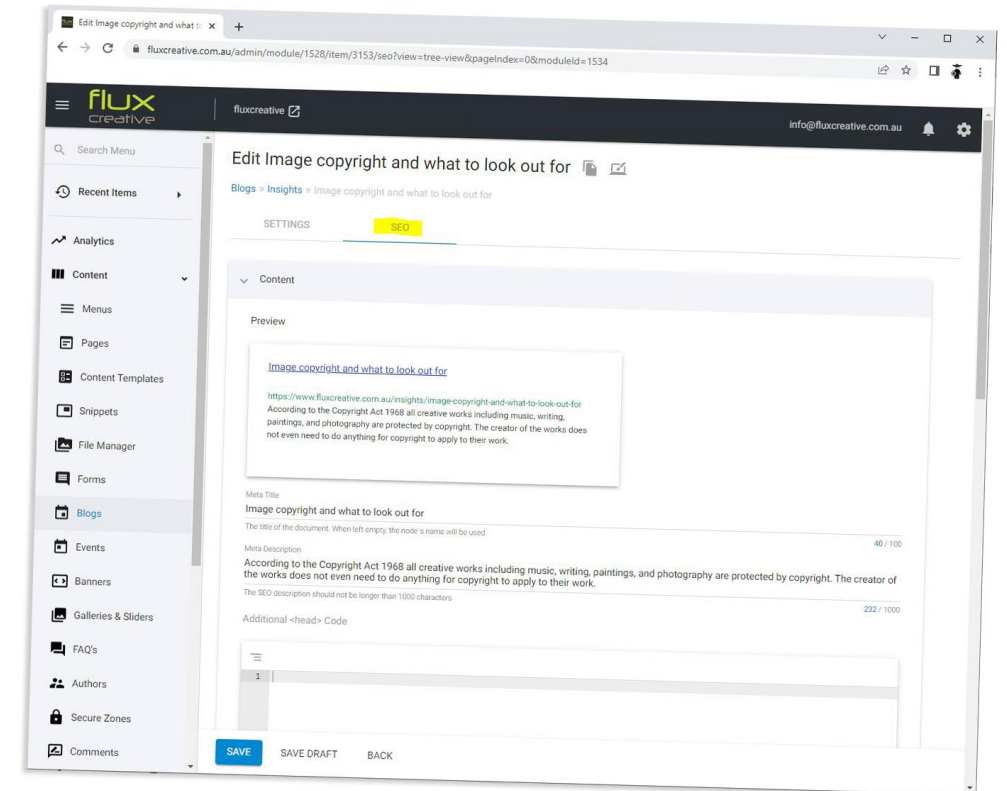 Edit Image copyright and what to
fluxcreative.com.au/admin/module/1528/item/3153/seo?view=tree-view&pageIndex=0&moduleId=1534
flux
creative
fluxcreative
info@fluxcreative.com.au
Search Menu
Recent Items
Analytics
Content
Menus
Pages
Content Templates
Snippets
File Manager
Forms
Blogs
Events
Banners
Galleries & Sliders
FAQ's
Authors
Secure Zones
Comments
Edit Image copyright and what to look out for
Blogs » Insights » Image copyright and what to look out for
SETTINGS SEO
Content
Preview
Image copyright and what to look out for
https://www.fluxcreative.com.au/insights/image-copyright-and-what-to-look-out-for
According to the Copyright Act 1968 all creative works including music, writing,
paintings, and photography are protected by copyright. The creator of the works does
not even need to do anything for copyright to apply to their work.
Meta Title
Image copyright and what to look out for
The title of the document. When left empty, the node's name will be used
40 / 100
Meta Description
According to the Copyright Act 1968 all creative works including music, writing, paintings, and photography are protected by copyright. The creator of
the works does not even need to do anything for copyright to apply to their work.
The SEO description should not be longer than 1000 characters
232 / 1000
Additional <head> Code
1
SAVE SAVE DRAFT BACK